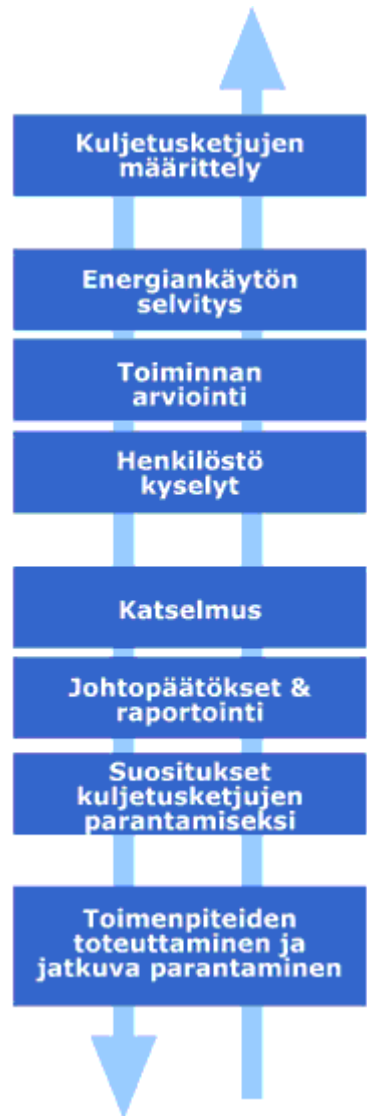 Kuljetusketjujen
määrittely
Energiankäytön
selvitys
Toiminnan
arviointi
Henkilöstö
kyselyt
Katselmus
Johtopäätökset &
raportointi
Suositukset
kuljetusketjujen
parantamiseksi
Toimenpiteiden
toteuttaminen ja
jatkuva parantaminen